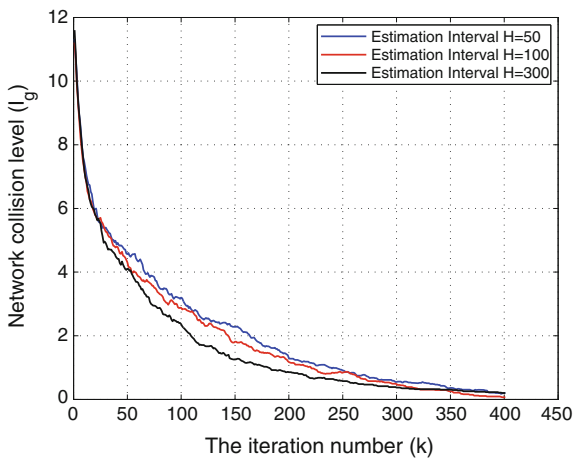 Estimation Interval H=50
Estimation Interval H=100
Estimation Interval H=300
Network collision level (I_g)
12
10
8
6
4
2
0
0 50 100 150 200 250 300 350 400 450
The iteration number (k)